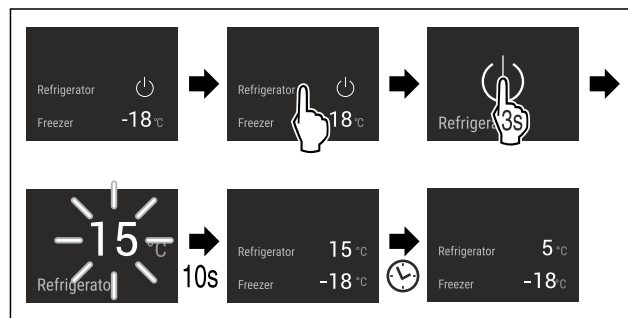 Refrigerator
Freezer -18 °C
Refrigerator
Freezer 18 °C
Refrigera
3s
15 °C
Refrigerato
10s
Refrigerator 15 °C
Freezer -18 °C
Refrigerator 5 °C
Freezer -18 °C